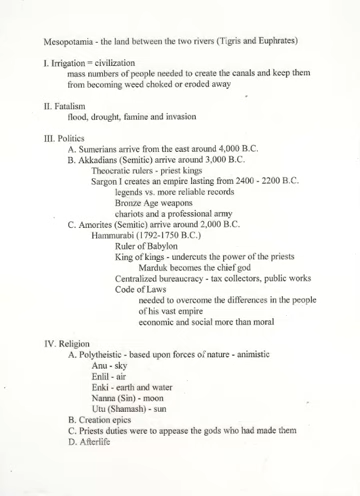 Mesopotamia - the land between the two rivers (Tigris and Euphrates)
I. Irrigation = civilization
mass numbers of people needed to create the canals and keep them
from becoming weed choked or eroded away
II. Fatalism
flood, drought, famine and invasion
III. Politics
A. Sumerians arrive from the east around 4,000 B.C.
B. Akkadians (Semitic) arrive around 3,000 B.C.
Theocratic rulers - priest kings
Sargon I creates an empire lasting from 2400 - 2200 B.C.
legends vs. more reliable records
Bronze Age weapons
chariots and a professional army
C. Amorites (Semitic) arrive around 2,000 B.C.
Hammurabi (1792-1750 B.C.)
Ruler of Babylon
King of kings - undercuts the power of the priests
Marduk becomes the chief god
Centralized bureaucracy - tax collectors, public works
Code of Laws
needed to overcome the differences in the people
of his vast empire
economic and social more than moral
IV. Religion
A. Polytheistic - based upon forces of nature - animistic
Anu - sky
Enlil - air
Enki - earth and water
Nanna (Sin) - moon
Utu (Shamash) - sun
B. Creation epics
C. Priests duties were to appease the gods who had made them
D. Afterlife